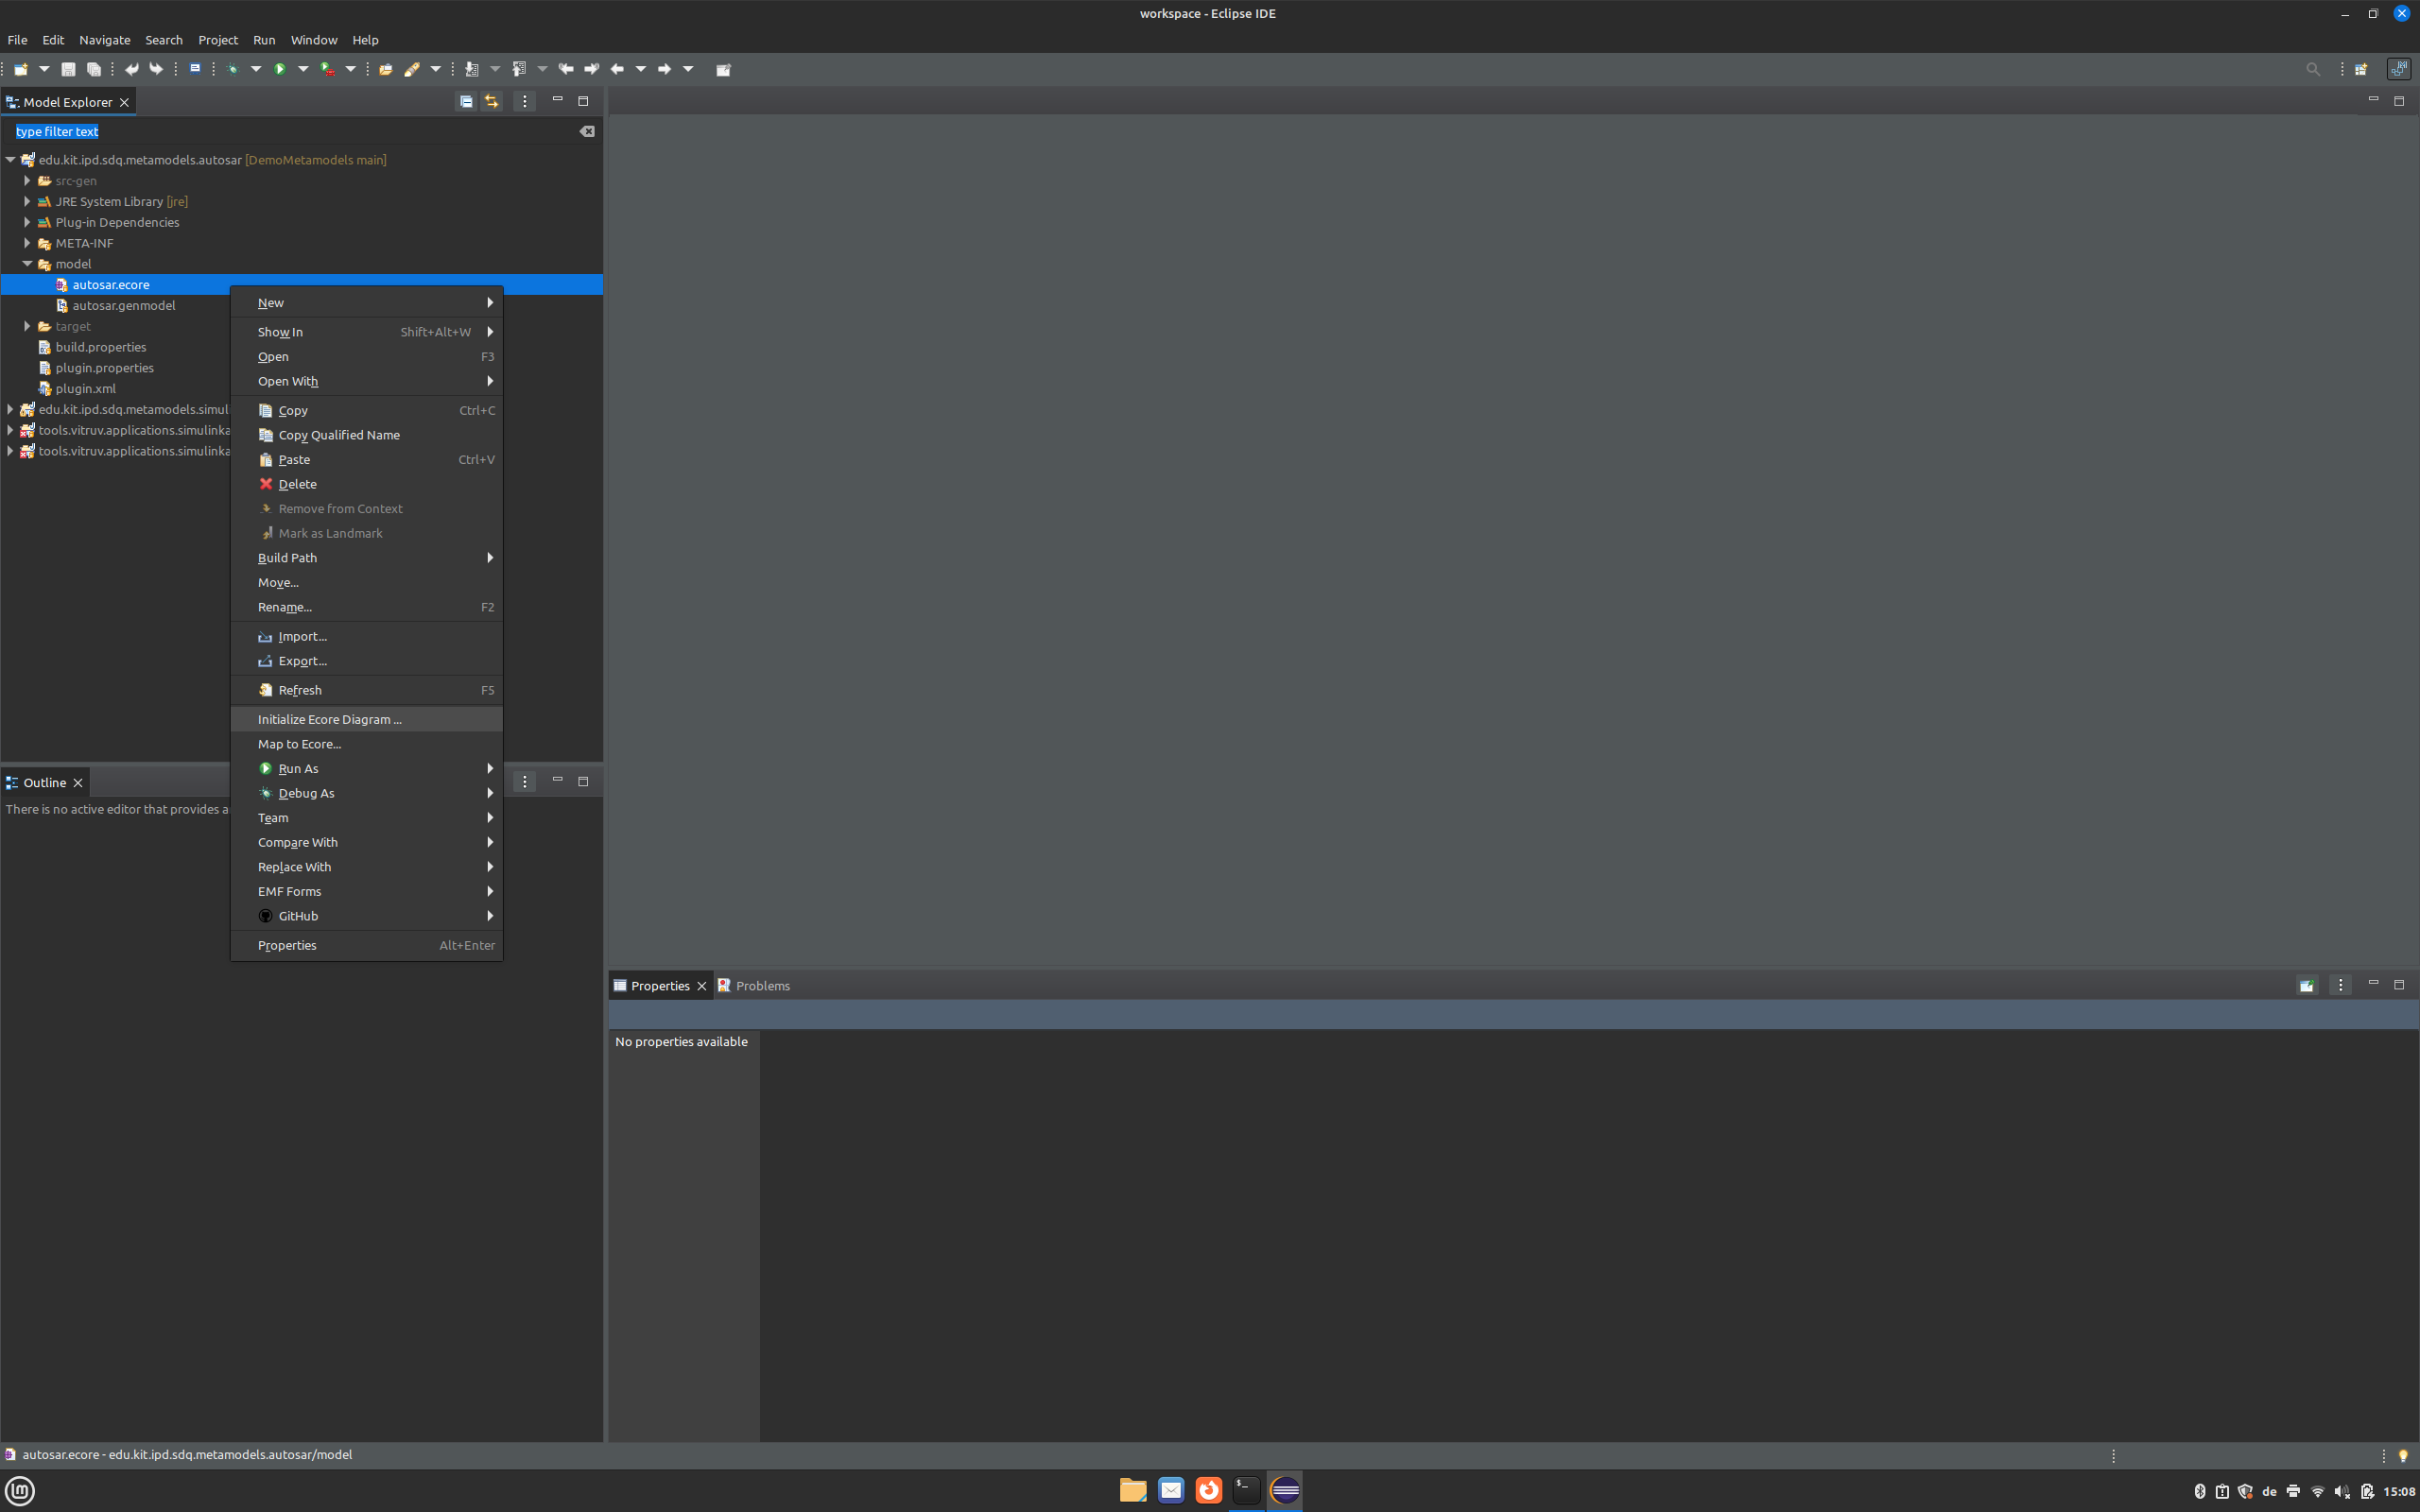 workspace - Eclipse IDE
File Edit Navigate Search Project Run Window Help
Model Explorer
type filter text
edu.kit.ipd.sdq.metamodels.autosar [DemoMetamodels main]
src-gen
JRE System Library [jre]
Plug-in Dependencies
META-INF
model
autosar.ecore
autosar.genmodel
target
build.properties
plugin.properties
plugin.xml
edu.kit.ipd.sdq.metamodels.simul
tools.vitruv.applications.simulinka
tools.vitruv.applications.simulinka
New
Show In Shift+Alt+W
Open F3
Open With
Copy Ctrl+C
Copy Qualified Name
Paste Ctrl+V
Delete
Remove from Context
Mark as Landmark
Build Path
Move...
Rename... F2
Import...
Export...
Refresh F5
Initialize Ecore Diagram ...
Map to Ecore...
Run As
Debug As
Team
Compare With
Replace With
EMF Forms
GitHub
Properties Alt+Enter
Outline
There is no active editor that provides a
Properties Problems
No properties available
autosar.ecore - edu.kit.ipd.sdq.metamodels.autosar/model
de 15:08